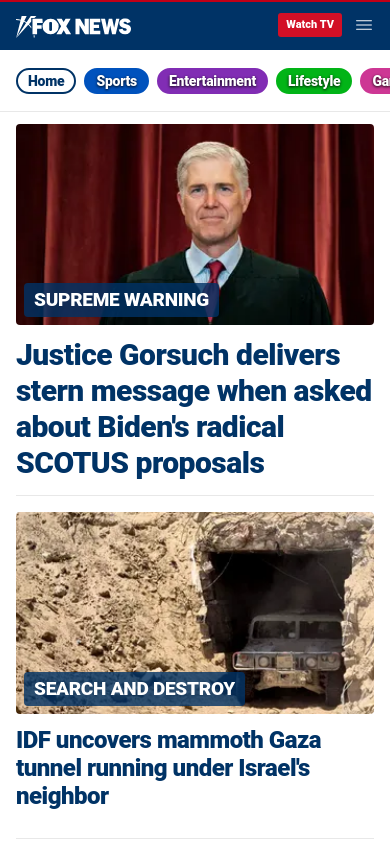 FOX NEWS
Watch TV
Home
Sports
Entertainment
Lifestyle
SUPREME WARNING
Justice Gorsuch delivers
stern message when asked
about Biden's radical
SCOTUS proposals
SEARCH AND DESTROY
IDF uncovers mammoth Gaza
tunnel running under Israel's
neighbor